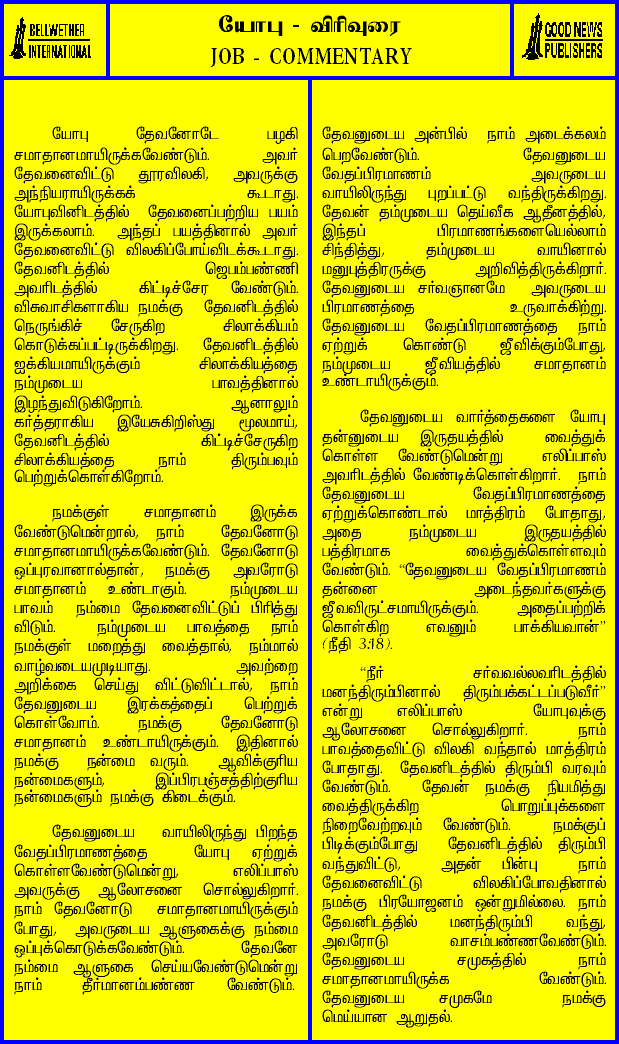 BELLWETHER
INTERNATIONAL
யோபு - விரிவுரை
JOB - COMMENTARY
GOOD NEWS
PUBLISHERS
யோபு தேவனோடே பழகி
சமாதானமாயிருக்கவேண்டும். அவர்
தேவனைவிட்டு தூரவிலகி, அவருக்கு
அந்நியராயிருக்கக் கூடாது.
யோபுவினிடத்தில் தேவனைப்பற்றிய பயம்
இருக்கலாம். அந்தப் பயத்தினால் அவர்
தேவனைவிட்டு விலகிப்போய்விடக்கூடாது.
தேவனிடத்தில் ஜெபம்பண்ணி
அவரிடத்தில் கிட்டிச்சேர வேண்டும்.
விசுவாசிகளாகிய நமக்கு தேவனிடத்தில்
நெருங்கிச் சேருகிற சிலாக்கியம்
கொடுக்கப்பட்டிருக்கிறது. தேவனிடத்தில்
ஐக்கியமாயிருக்கும் சிலாக்கியத்தை
நம்முடைய பாவத்தினால்
இழந்துவிடுகிறோம். ஆனாலும்
கர்த்தராகிய இயேசுகிறிஸ்து மூலமாய்,
தேவனிடத்தில் கிட்டிச்சேருகிற
சிலாக்கியத்தை நாம் திரும்பவும்
பெற்றுக்கொள்கிறோம்.
நமக்குள் சமாதானம் இருக்க
வேண்டுமென்றால், நாம் தேவனோடு
சமாதானமாயிருக்கவேண்டும். தேவனோடு
ஒப்புரவானால்தான், நமக்கு அவரோடு
சமாதானம் உண்டாகும். நம்முடைய
பாவம் நம்மை தேவனைவிட்டுப் பிரித்து
விடும். நம்முடைய பாவத்தை நாம்
நமக்குள் மறைத்து வைத்தால், நம்மால்
வாழ்வடையமுடியாது. அவற்றை
அறிக்கை செய்து விட்டுவிட்டால், நாம்
தேவனுடைய இரக்கத்தைப் பெற்றுக்
கொள்வோம். நமக்கு தேவனோடு
சமாதானம் உண்டாயிருக்கும். இதினால்
நமக்கு நன்மை வரும். ஆவிக்குரிய
நன்மைகளும், இப்பிரபஞ்சத்திற்குரிய
நன்மைகளும் நமக்கு கிடைக்கும்.
தேவனுடைய வாயிலிருந்து பிறந்த
வேதப்பிரமாணத்தை யோபு ஏற்றுக்
கொள்ளவேண்டுமென்று, எலிப்பாஸ்
அவருக்கு ஆலோசனை சொல்லுகிறார்.
நாம் தேவனோடு சமாதானமாயிருக்கும்
போது, அவருடைய ஆளுகைக்கு நம்மை
ஒப்புக்கொடுக்கவேண்டும். தேவனே
நம்மை ஆளுகை செய்யவேண்டுமென்று
நாம் தீர்மானம்பண்ண வேண்டும்.
தேவனுடைய அன்பில் நாம் அடைக்கலம்
பெறவேண்டும். தேவனுடைய
வேதப்பிரமாணம் அவருடைய
வாயிலிருந்து புறப்பட்டு வந்திருக்கிறது.
தேவன் தம்முடைய தெய்வீக ஆதீனத்தில்,
இந்தப் பிரமாணங்களையெல்லாம்
சிந்தித்து, தம்முடைய வாயினால்
மனுபுத்திரருக்கு அறிவித்திருக்கிறார்.
தேவனுடைய சர்வஞானமே அவருடைய
பிரமாணத்தை உருவாக்கிற்று.
தேவனுடைய வேதப்பிரமாணத்தை நாம்
ஏற்றுக் கொண்டு ஜீவிக்கும்போது,
நம்முடைய ஜீவியத்தில் சமாதானம்
உண்டாயிருக்கும்.
தேவனுடைய வார்த்தைகளை யோபு
தன்னுடைய இருதயத்தில் வைத்துக்
கொள்ள வேண்டுமென்று எலிப்பாஸ்
அவரிடத்தில் வேண்டிக்கொள்கிறார். நாம்
தேவனுடைய வேதப்பிரமாணத்தை
ஏற்றுக்கொண்டால் மாத்திரம் போதாது,
அதை நம்முடைய இருதயத்தில்
பத்திரமாக வைத்துக்கொள்ளவும்
வேண்டும். “தேவனுடைய வேதப்பிரமாணம்
தன்னை அடைந்தவர்களுக்கு
ஜீவவிருட்சமாயிருக்கும். அதைப்பற்றிக்
கொள்கிற எவனும் பாக்கியவான்”
(நீதி 3:18).
“நீர் சர்வவல்லவரிடத்தில்
மனந்திரும்பினால் திரும்பக்கட்டப்படுவீர்”
என்று எலிப்பாஸ் யோபுவுக்கு
ஆலோசனை சொல்லுகிறார். நாம்
பாவத்தைவிட்டு விலகி வந்தால் மாத்திரம்
போதாது. தேவனிடத்தில் திரும்பி வரவும்
வேண்டும். தேவன் நமக்கு நியமித்து
வைத்திருக்கிற பொறுப்புக்களை
நிறைவேற்றவும் வேண்டும். நமக்குப்
பிடிக்கும்போது தேவனிடத்தில் திரும்பி
வந்துவிட்டு, அதன் பின்பு நாம்
தேவனைவிட்டு விலகிப்போவதினால்
நமக்கு பிரயோஜனம் ஒன்றுமில்லை. நாம்
தேவனிடத்தில் மனந்திரும்பி வந்து,
அவரோடு வாசம்பண்ணவேண்டும்.
தேவனுடைய சமுகத்தில் நாம்
சமாதானமாயிருக்க வேண்டும்.
தேவனுடைய சமுகமே நமக்கு
மெய்யான ஆறுதல்.